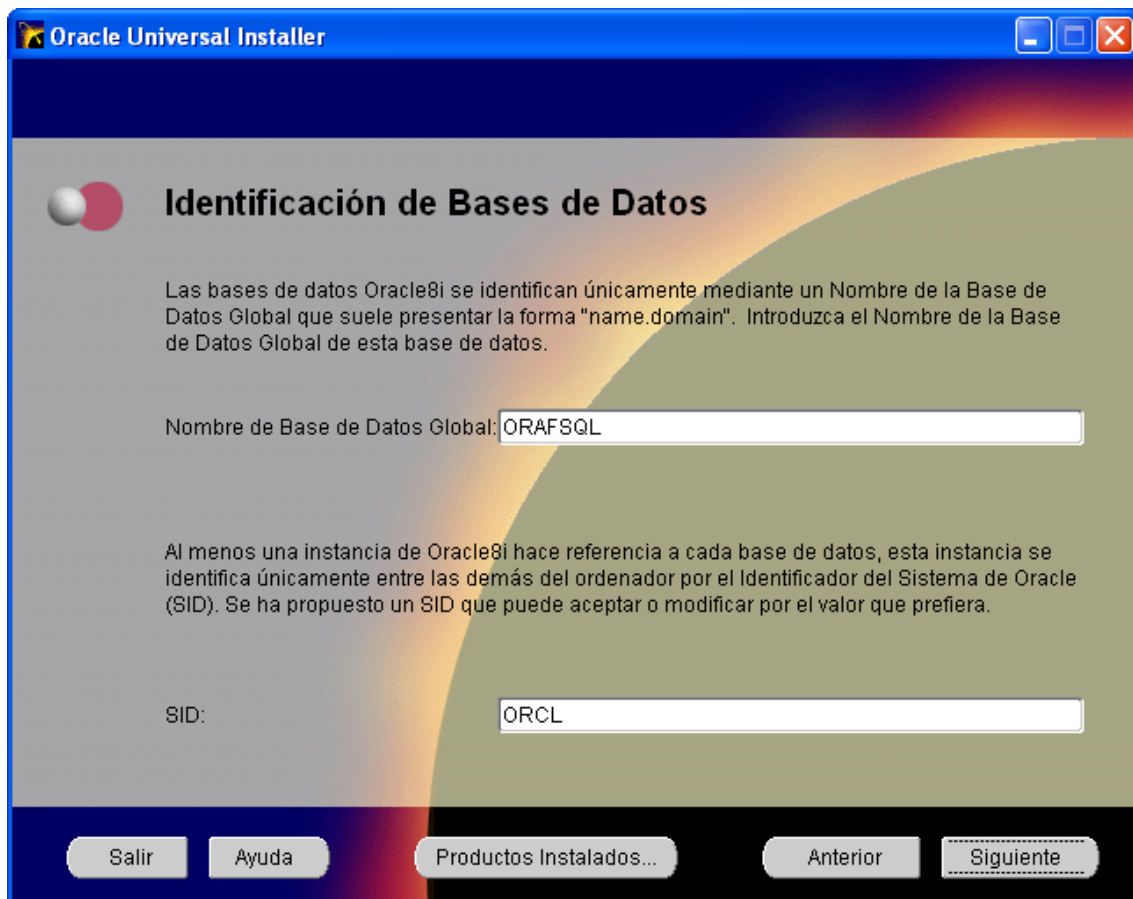 Oracle Universal Installer
Identificación de Bases de Datos
Las bases de datos Oracle8i se identifican únicamente mediante un Nombre de la Base de
Datos Global que suele presentar la forma "name.domain".  Introduzca el Nombre de la Base
de Datos Global de esta base de datos.
Nombre de Base de Datos Global: ORAFSQL
Al menos una instancia de Oracle8i hace referencia a cada base de datos, esta instancia se
identifica únicamente entre las demás del ordenador por el Identificador del Sistema de Oracle
(SID). Se ha propuesto un SID que puede aceptar o modificar por el valor que prefiera.
SID: ORCL
Salir Ayuda Productos Instalados... Anterior Siguiente